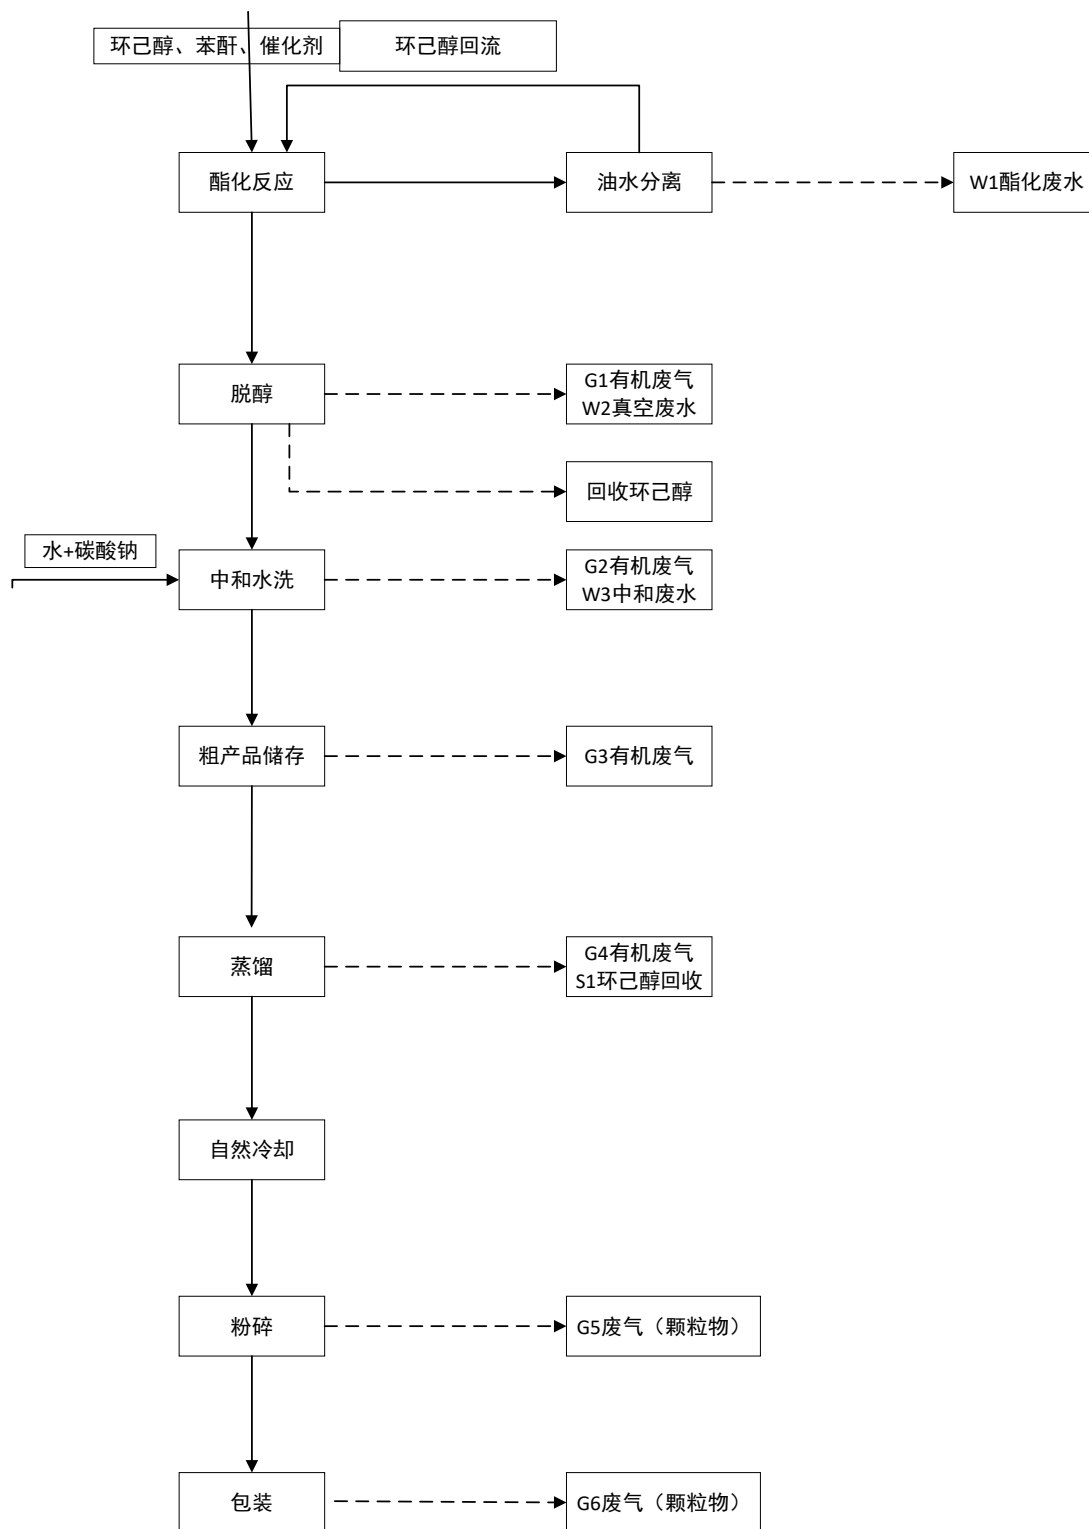 环己醇、苯酐、催化剂
环己醇回流
酯化反应
油水分离
W1酯化废水
脱醇
G1有机废气
W2真空废水
回收环己醇
水+碳酸钠
中和水洗
G2有机废气
W3中和废水
粗产品储存
G3有机废气
蒸馏
G4有机废气
S1环己醇回收
自然冷却
粉碎
G5废气（颗粒物）
包装
G6废气（颗粒物）